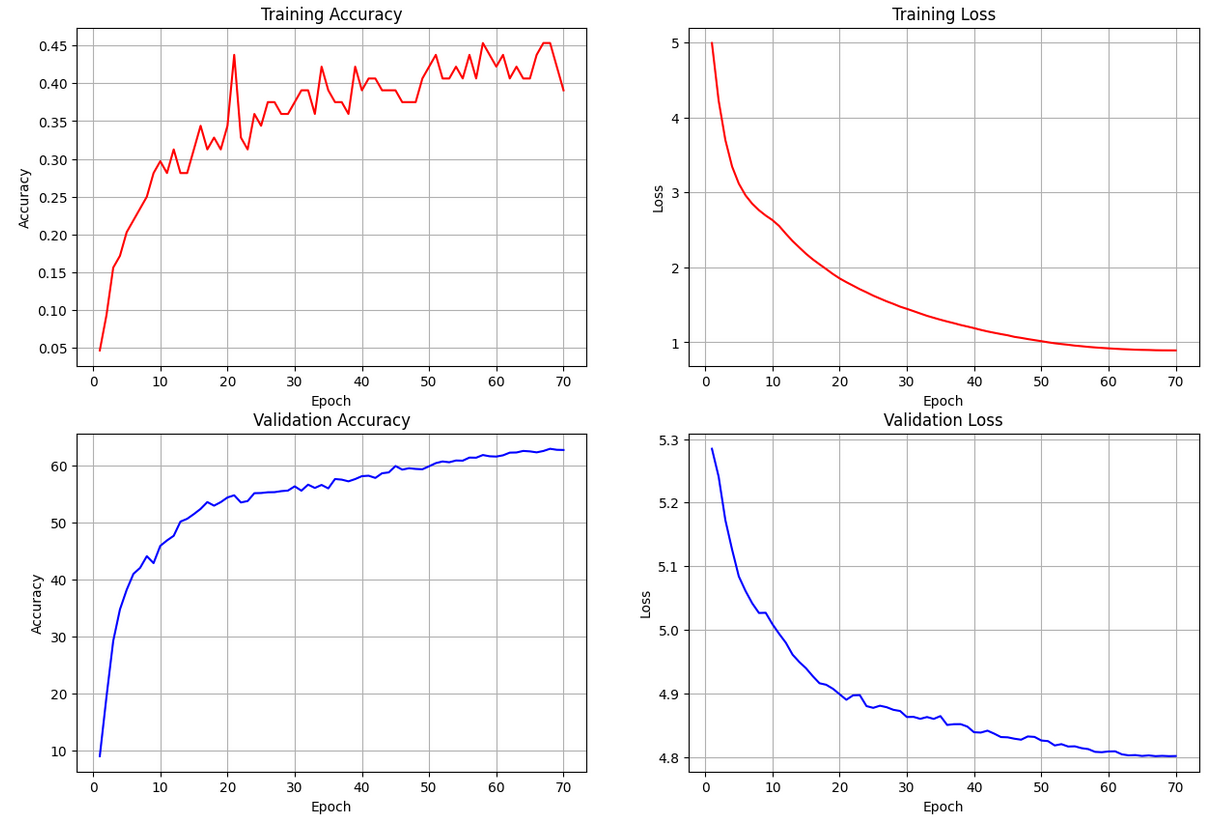 Training Accuracy
Accuracy
0.45
0.40
0.35
0.30
0.25
0.20
0.15
0.10
0.05
0 10 20 30 40 50 60 70
Epoch
Training Loss
Loss
5
4
3
2
1
0 10 20 30 40 50 60 70
Epoch
Validation Accuracy
Accuracy
60
50
40
30
20
10
0 10 20 30 40 50 60 70
Epoch
Validation Loss
Loss
5.3
5.2
5.1
5.0
4.9
4.8
0 10 20 30 40 50 60 70
Epoch